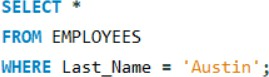 SELECT *
FROM EMPLOYEES
WHERE Last_Name = 'Austin';